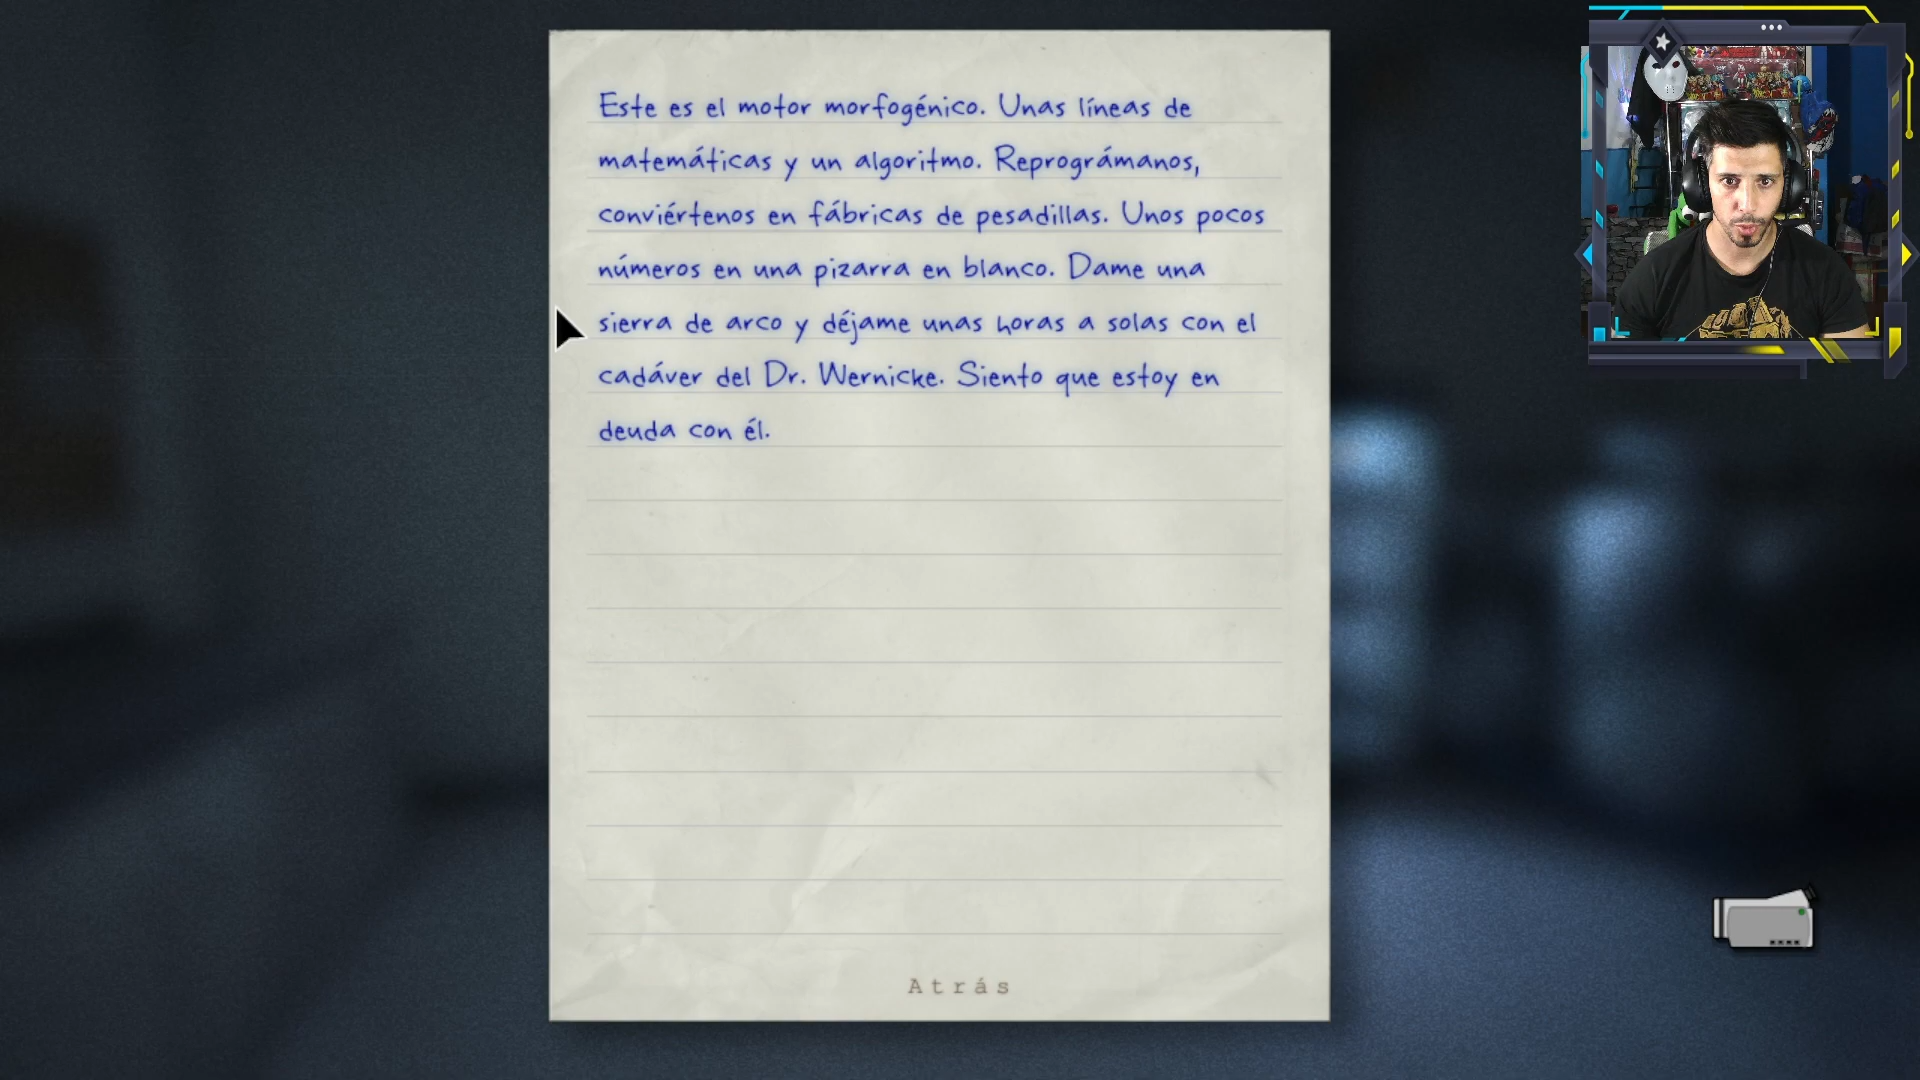 Este es el motor morfogénico. Unas líneas de
matemáticas y un algoritmo. Reprográmanos,
conviértenos en fábricas de pesadillas. Unos pocos
números en una pizarra en blanco. Dame una
sierra de arco y déjame unas horas a solas con el
cadáver del Dr. Wernicke. Siento que estoy en
deuda con él.
Atrás